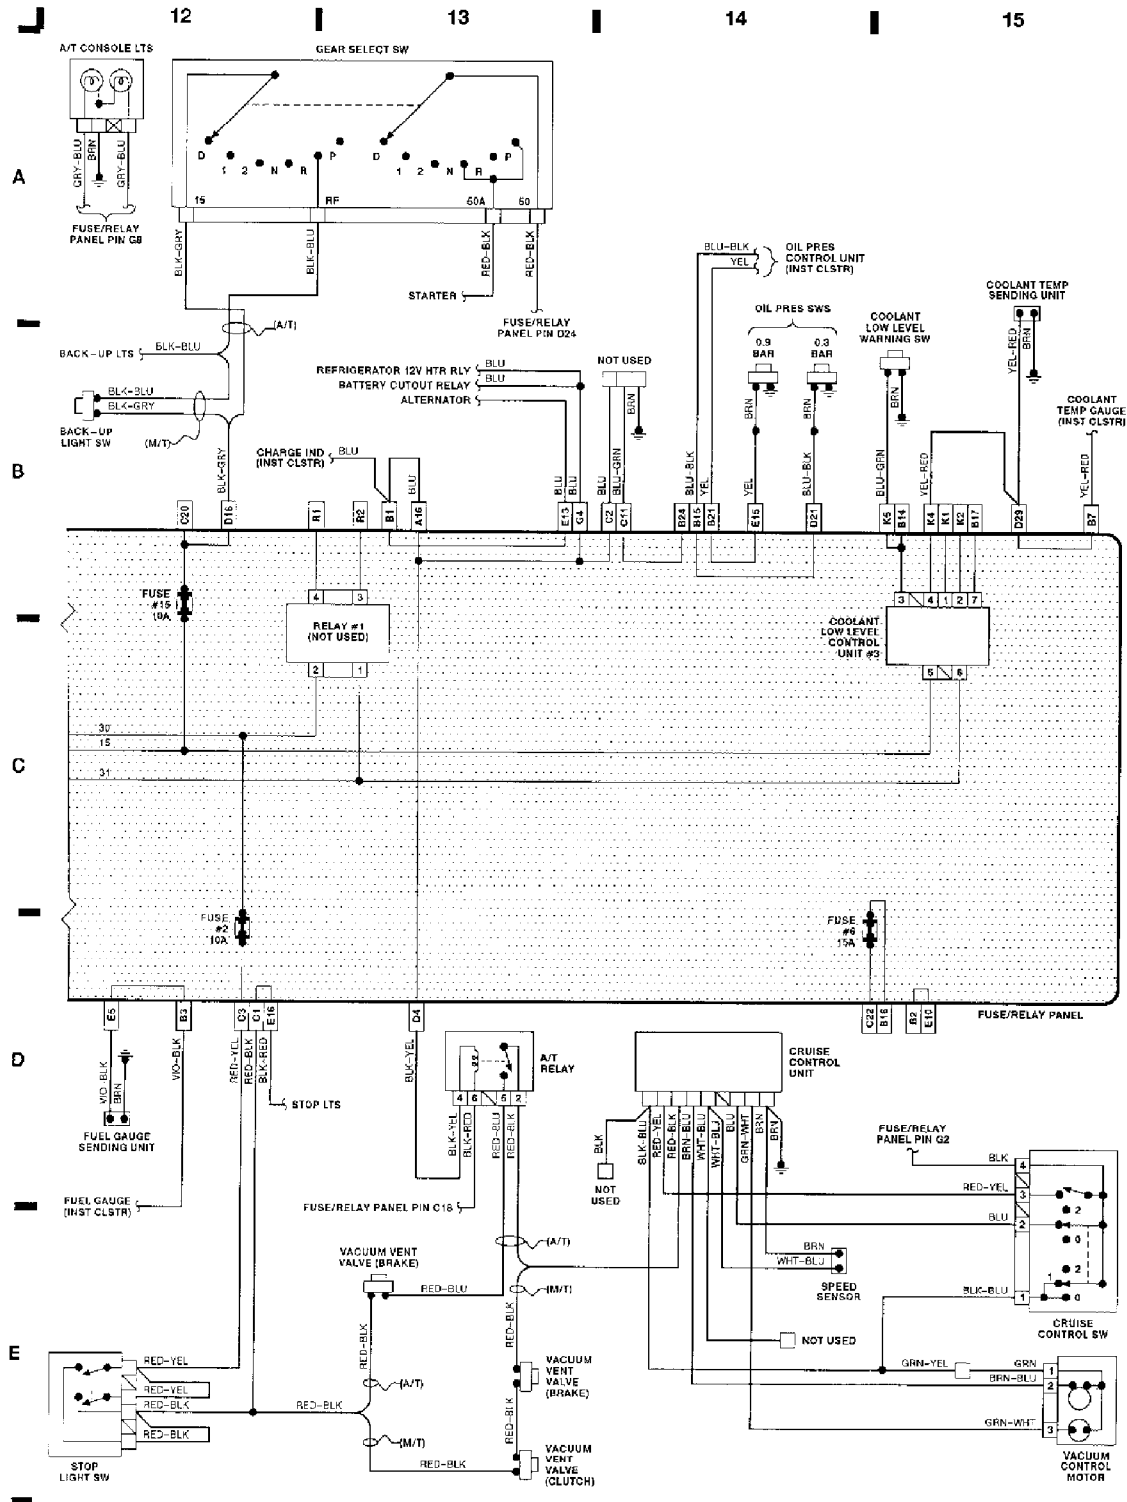 12
13
14
15
A/T CONSOLE LTS
GEAR SELECT SW
D
1
2
N
R
P
D
1
2
N
R
P
15
RF
50A
50
A
GRY-BLU
BRN
GRY-BLU
FUSE/RELAY
PANEL PIN G8
BLK-GRY
BLK-BLU
RED-BLK
RED-BLK
STARTER
FUSE/RELAY
PANEL PIN D24
(A/T)
BACK-UP LTS
BLK-BLU
BLK-BLU
BLK-GRY
BACK-UP
LIGHT SW
(M/T)
BLK-GRY
BLU-BLK
YEL
OIL PRES
CONTROL UNIT
(INST CLSTR)
OIL PRES SWS
0.9
BAR
0.3
BAR
BRN
BRN
COOLANT
LOW LEVEL
WARNING SW
BRN
COOLANT TEMP
SENDING UNIT
YEL-RED
BRN
COOLANT
TEMP GAUGE
(INST CLSTR)
REFRIGERATOR 12V HTR RLY
BLU
BATTERY CUTOUT RELAY
BLU
ALTERNATOR
NOT USED
BRN
B
CHARGE IND
(INST CLSTR)
BLU
BLU
BLU
BLU
BLU
BLU-GRN
BLU-BLK
YEL
YEL
BLU-BLK
BLU-GRN
YEL-RED
YEL-RED
C20
D16
R1
R2
B1
A16
E13
G4
C2
C11
B24
B15
B21
E15
D21
K5
B14
K4
K1
K2
B17
D29
B7
FUSE
#15
10A
4
3
RELAY #1
(NOT USED)
2
1
3
4
1
2
7
COOLANT
LOW LEVEL
CONTROL
UNIT #3
5
6
30
15
31
C
FUSE
#2
10A
FUSE
#6
15A
E5
B3
C3
C1
E16
D4
C22
B16
B2
E10
FUSE/RELAY PANEL
D
VIO-BLK
BRN
VIO-BLK
RED-YEL
RED-BLK
BLK-RED
STOP LTS
FUEL GAUGE
SENDING UNIT
FUEL GAUGE
(INST CLSTR)
BLK-YEL
A/T
RELAY
4
6
5
2
BLK-YEL
BLK-RED
RED-BLU
RED-BLK
FUSE/RELAY PANEL PIN C18
CRUISE
CONTROL
UNIT
BLK
NOT
USED
BLK-BLU
RED-YEL
RED-BLK
BRN-BLU
WHT-BLU
WHT-BLU
BLU
GRN-WHT
BRN
BRN
FUSE/RELAY
PANEL PIN G2
BLK
4
RED-YEL
3
2
BLU
2
0
2
1
BLK-BLU
1
0
CRUISE
CONTROL SW
BRN
WHT-BLU
SPEED
SENSOR
(A/T)
VACUUM VENT
VALVE (BRAKE)
RED-BLU
(M/T)
RED-BLK
RED-BLK
NOT USED
E
RED-YEL
RED-YEL
RED-BLK
RED-BLK
STOP
LIGHT SW
RED-BLK
(A/T)
(M/T)
RED-BLK
RED-BLK
VACUUM
VENT
VALVE
(BRAKE)
VACUUM
VENT
VALVE
(CLUTCH)
GRN-YEL
GRN
1
BRN-BLU
2
GRN-WHT
3
VACUUM
CONTROL
MOTOR